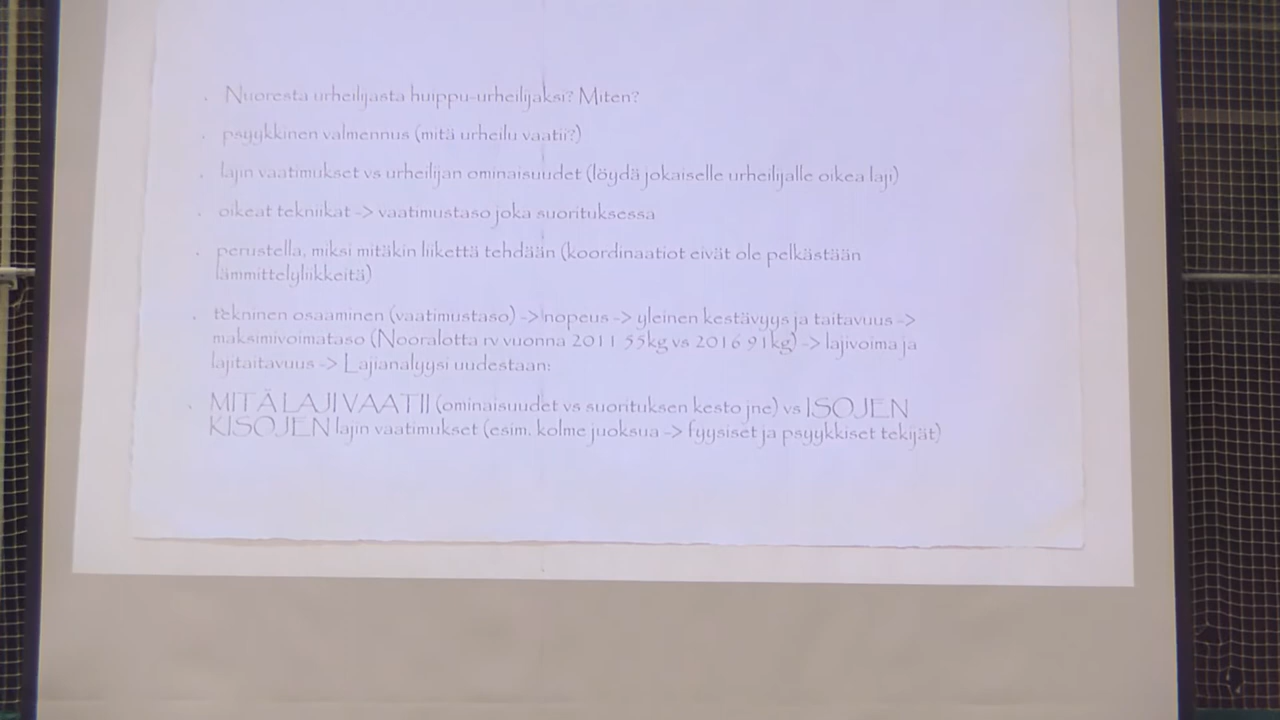 Nuoresta urheilijasta huippu-urheilijaksi? Miten?
psyykkinen valmennus (mitä urheilu vaatii?)
lajin vaatimukset vs urheilijan ominaisuudet (löydä jokaiselle urheilijalle oikea laji)
oikeat tekniikat -> vaatimustaso joka suorituksessa
perustella, miksi mitäkin liikettä tehdään (koordinaatiot eivät ole pelkästään
lämmittelyliikkeitä)
tekninen osaaminen (vaatimustaso) -> nopeus -> yleinen kestävyys ja taitavuus ->
maksimivoimataso (Nooralotta rv vuonna 2011 55kg vs 2016 91kg) -> lajivoima ja
lajitaitavuus -> Lajianalyysi uudestaan:
MITÄ LAJI VAATII (ominaisuudet vs suorituksen kesto jne) vs ISOJEN
KISOJEN lajin vaatimukset (esim. kolme juoksua -> fyysiset ja psyykkiset tekijät)